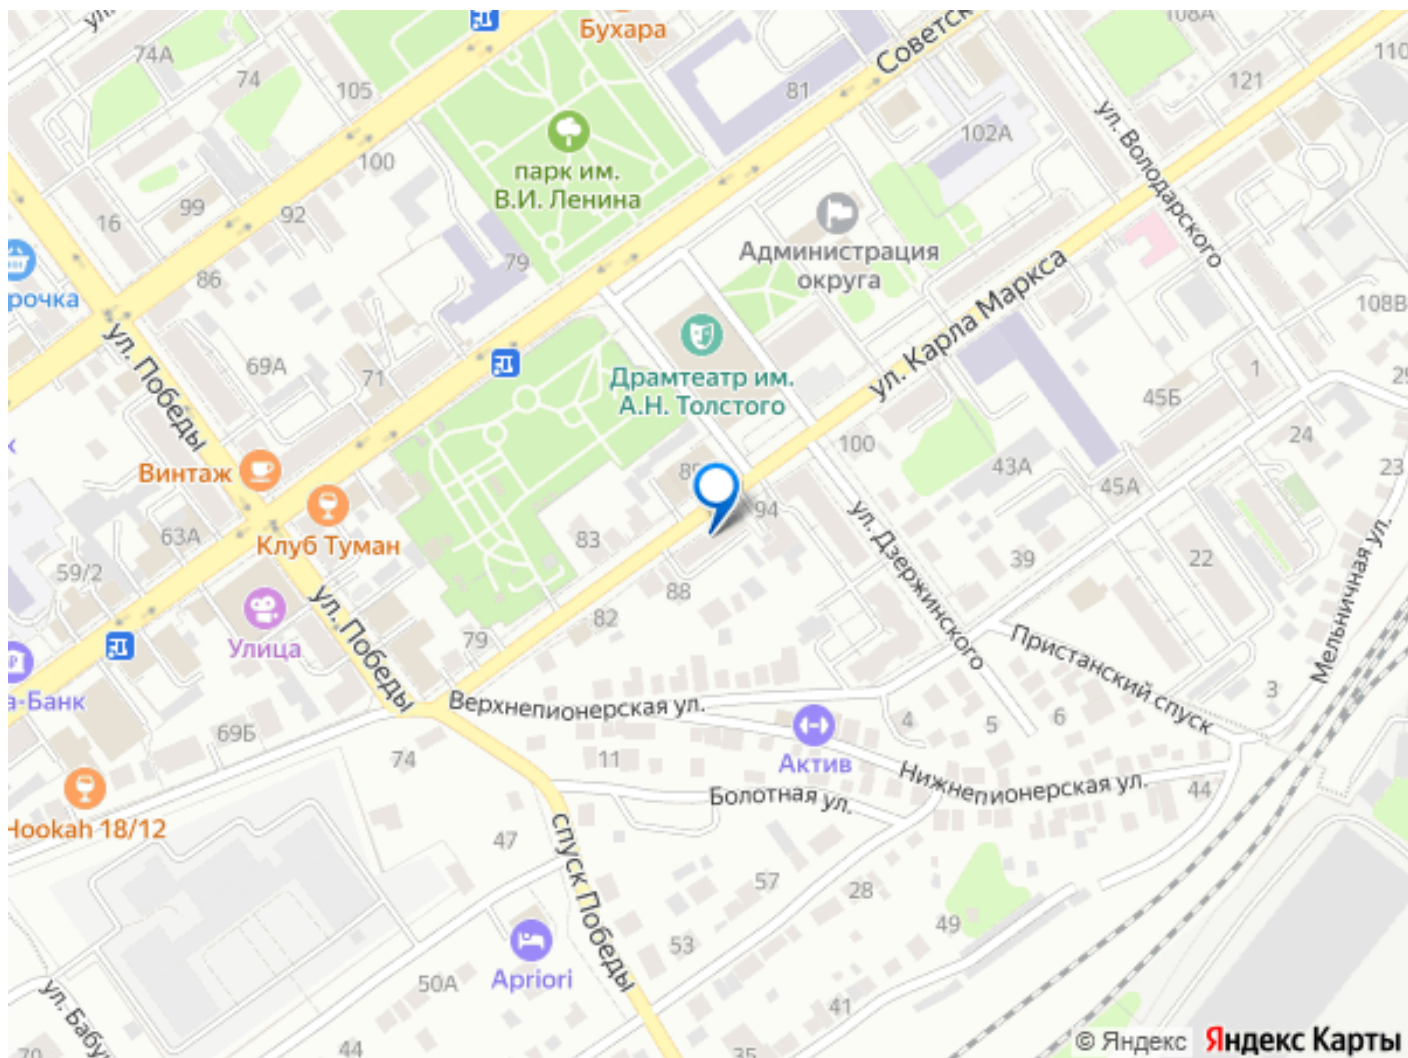 Бухара
Советск
108А
110
74А
74
105
81
121
102А
ул. Володарского
100
парк им.
В.И. Ленина
16
99
92
Администрация
округа
79
86
рочка
ул. Карла Маркса
108В
ул. Победы
69А
71
Драмтеатр им.
А.Н. Толстого
1
29
45Б
100
24
43А
23
45А
Винтаж
94
Клуб Туман
63А
83
ул. Дзержинского
59/2
39
22
Мельничная ул.
88
82
Улица
ул. Победы
79
Пристанский спуск
а-Банк
Верхнепионерская ул.
3
4
5
6
69Б
74
11
Актив
Нижнепионерская ул.
44
Болотная ул.
Hookah 18/12
47
спуск Победы
57
28
49
53
Apriori
50А
41
ул. Бабу
70
44
35
© Яндекс
Яндекс Карты